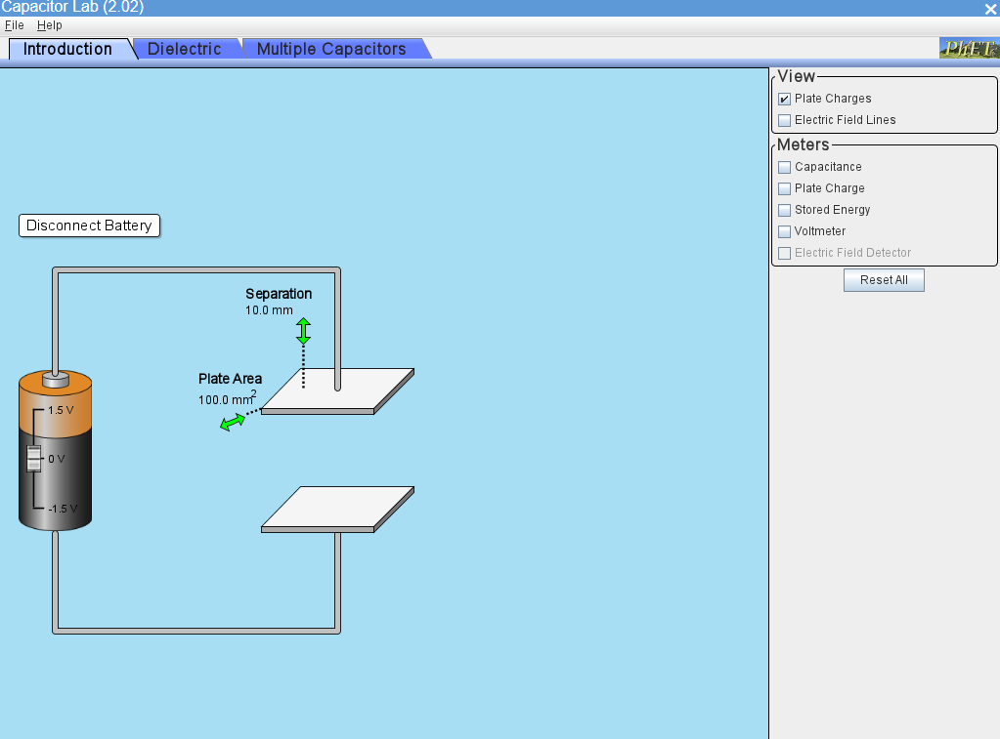 Capacitor Lab (2.02)
File Help
Introduction Dielectric Multiple Capacitors
PhET
View
Plate Charges
Electric Field Lines
Meters
Capacitance
Plate Charge
Stored Energy
Voltmeter
Electric Field Detector
Reset All
Disconnect Battery
Separation
10.0 mm
Plate Area
100.0 mm2
1.5 V
0 V
-1.5 V